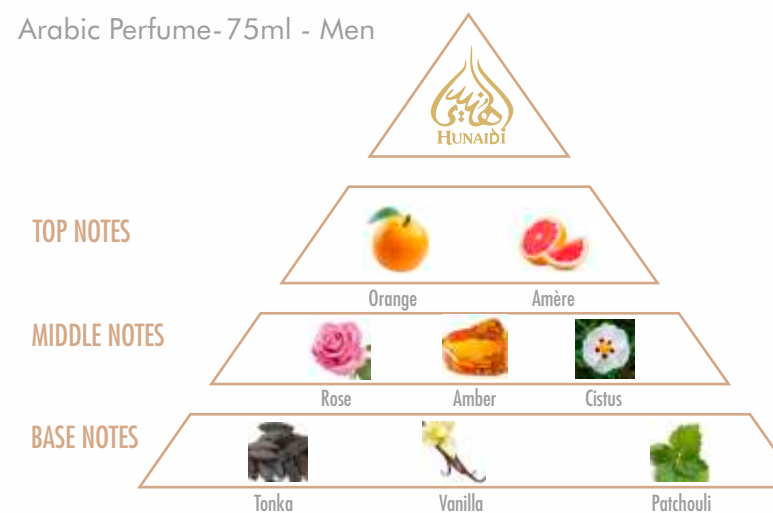 Arabic Perfume-75ml - Men
هنيدي
HUNAIDI
TOP NOTES
Orange Amère
MIDDLE NOTES
Rose Amber Cistus
BASE NOTES
Tonka Vanilla Patchouli